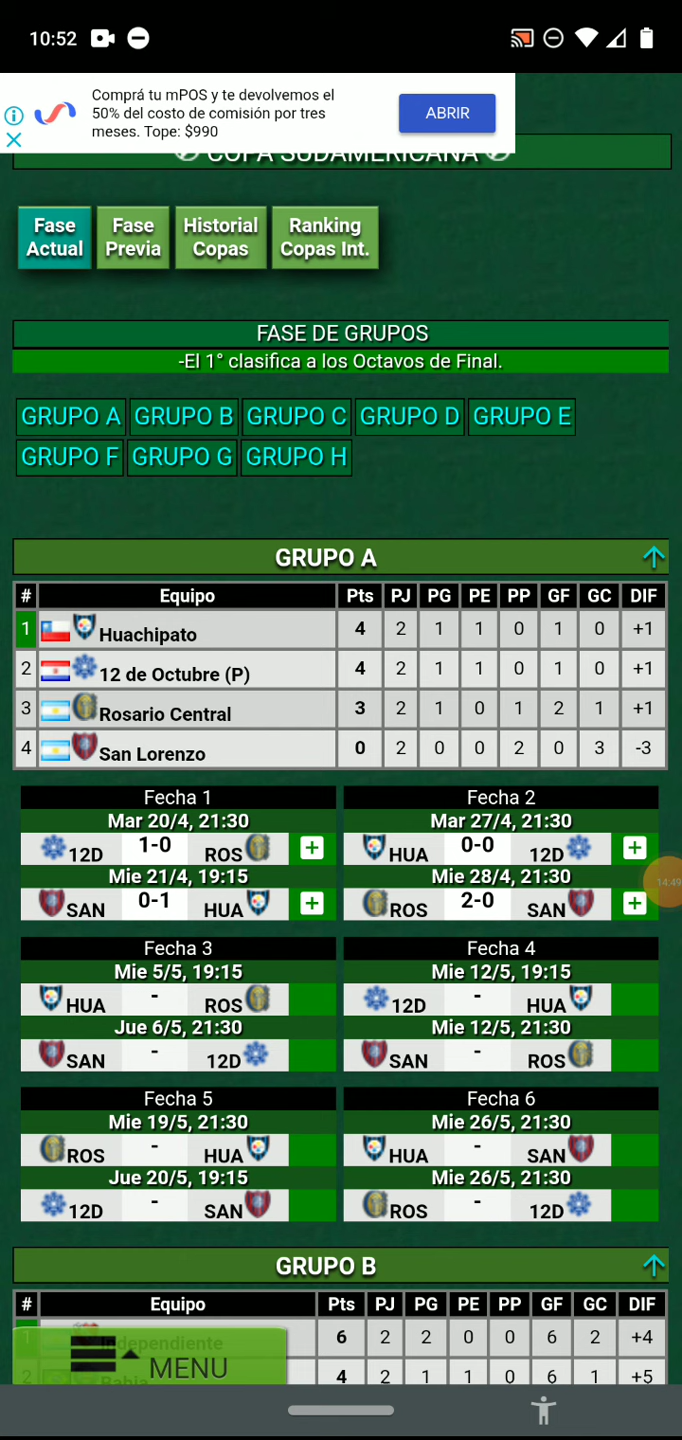 10:52
Comprá tu mPOS y te devolvemos el
50% del costo de comisión por tres
meses. Tope: $990
ABRIR
COPA SUDAMERICANA
Fase Actual
Fase Previa
Historial Copas
Ranking Copas Int.
FASE DE GRUPOS
-El 1° clasifica a los Octavos de Final.
GRUPO A GRUPO B GRUPO C GRUPO D GRUPO E
GRUPO F GRUPO G GRUPO H
GRUPO A
# Equipo Pts PJ PG PE PP GF GC DIF
1 Huachipato 4 2 1 1 0 1 0 +1
2 12 de Octubre (P) 4 2 1 1 0 1 0 +1
3 Rosario Central 3 2 1 0 1 2 1 +1
4 San Lorenzo 0 2 0 0 2 0 3 -3
Fecha 1
Mar 20/4, 21:30
12D 1-0 ROS +
Mie 21/4, 19:15
SAN 0-1 HUA +
Fecha 2
Mar 27/4, 21:30
HUA 0-0 12D +
Mie 28/4, 21:30
ROS 2-0 SAN +
14:49
Fecha 3
Mie 5/5, 19:15
HUA - ROS
Jue 6/5, 21:30
SAN - 12D
Fecha 4
Mie 12/5, 19:15
12D - HUA
Mie 12/5, 21:30
SAN - ROS
Fecha 5
Mie 19/5, 21:30
ROS - HUA
Jue 20/5, 19:15
12D - SAN
Fecha 6
Mie 26/5, 21:30
HUA - SAN
Mie 26/5, 21:30
ROS - 12D
GRUPO B
# Equipo Pts PJ PG PE PP GF GC DIF
1 Independiente 6 2 2 0 0 6 2 +4
2 Bahia 4 2 1 1 0 6 1 +5
MENU